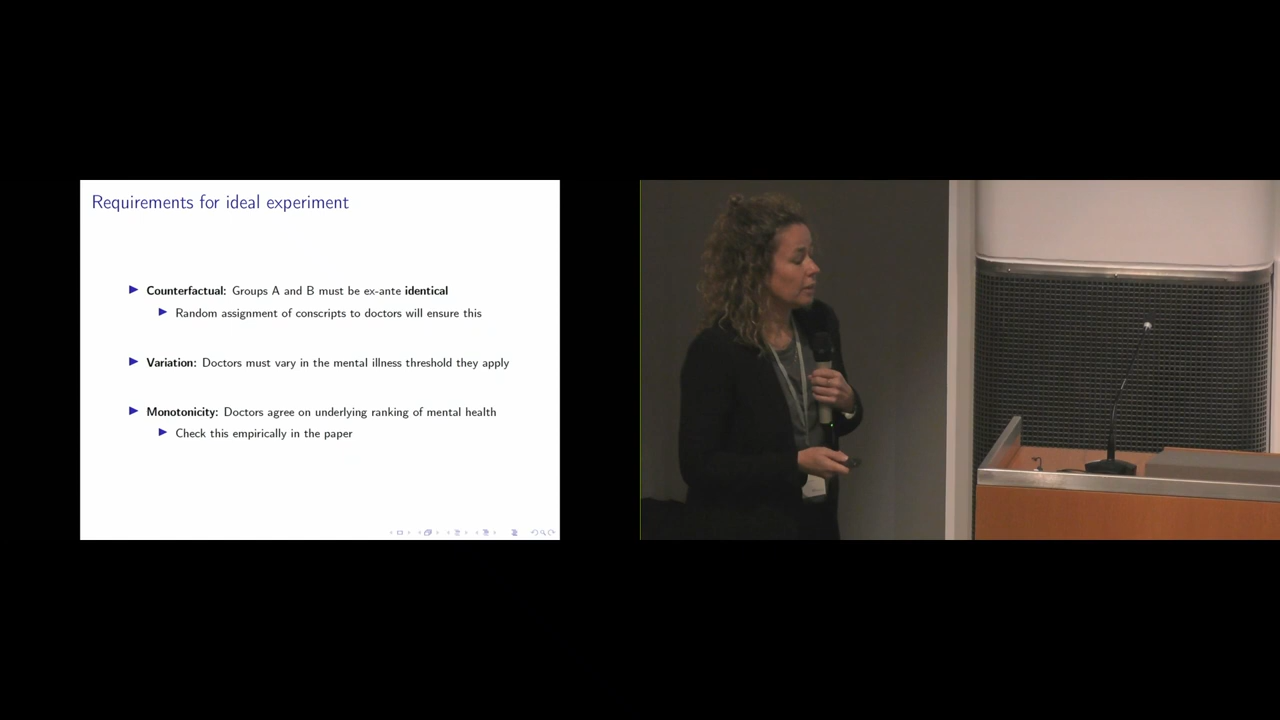 Requirements for ideal experiment
Counterfactual: Groups A and B must be ex-ante identical
Random assignment of conscripts to doctors will ensure this
Variation: Doctors must vary in the mental illness threshold they apply
Monotonicity: Doctors agree on underlying ranking of mental health
Check this empirically in the paper